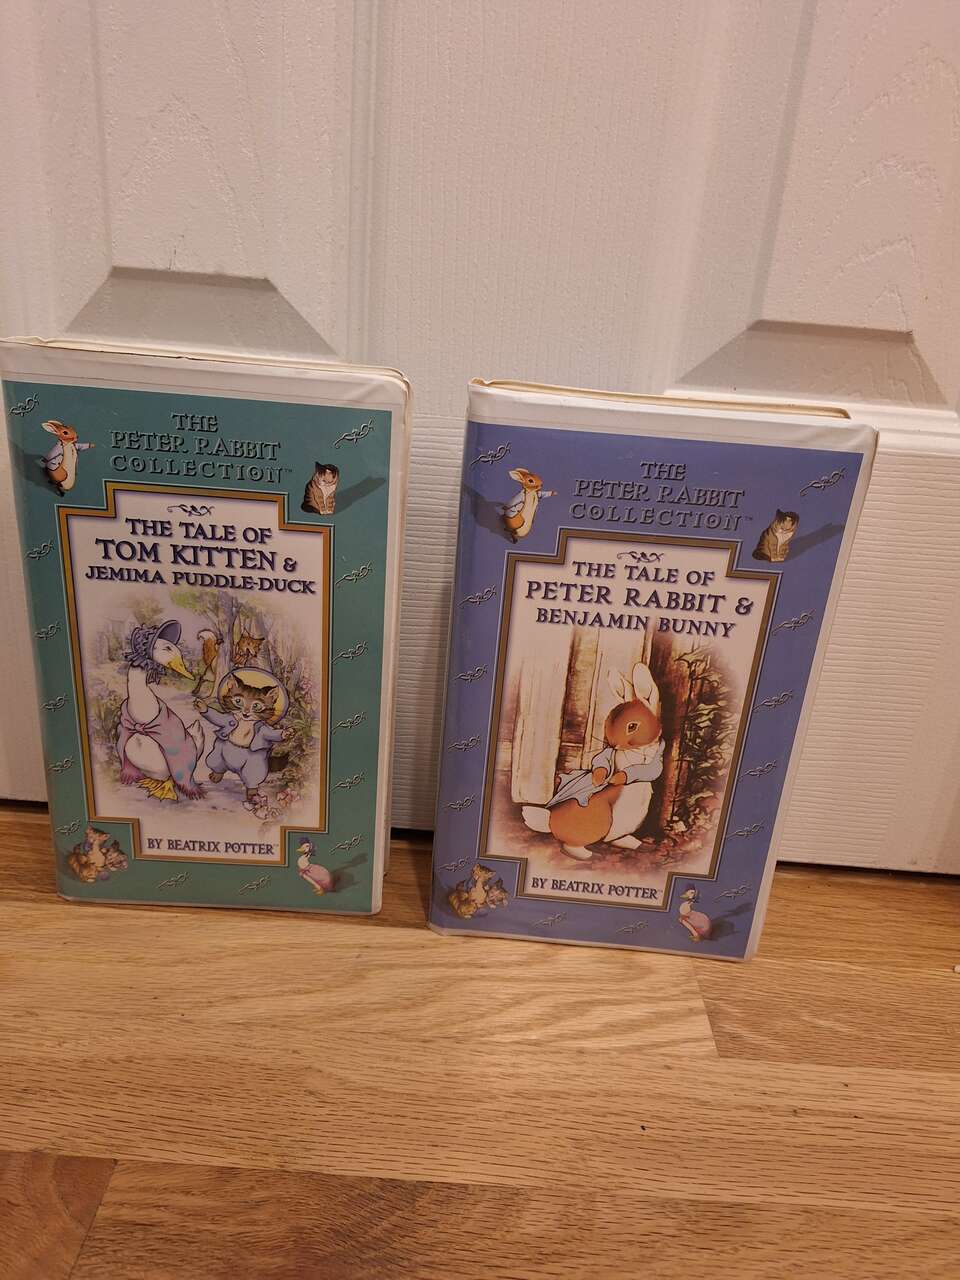 THE
PETER RABBIT
COLLECTION™
THE TALE OF
TOM KITTEN &
JEMIMA PUDDLE-DUCK
BY BEATRIX POTTER™
THE
PETER RABBIT
COLLECTION™
THE TALE OF
PETER RABBIT &
BENJAMIN BUNNY
BY BEATRIX POTTER™